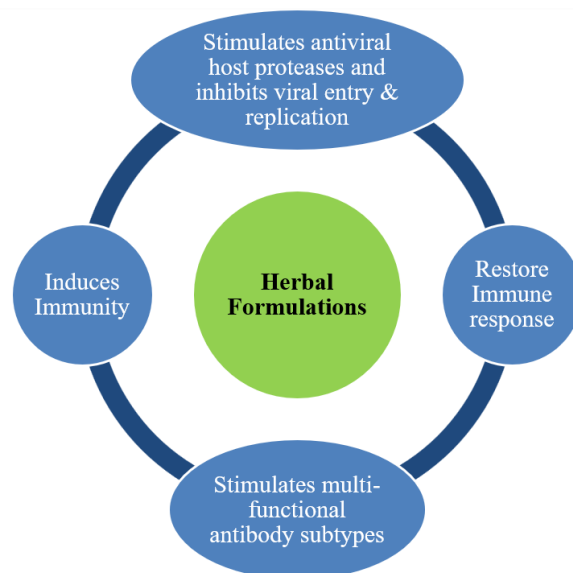 Stimulates antiviral
host proteases and
inhibits viral entry &
replication
Induces
Immunity
Herbal
Formulations
Restore
Immune
response
Stimulates multi-
functional
antibody subtypes